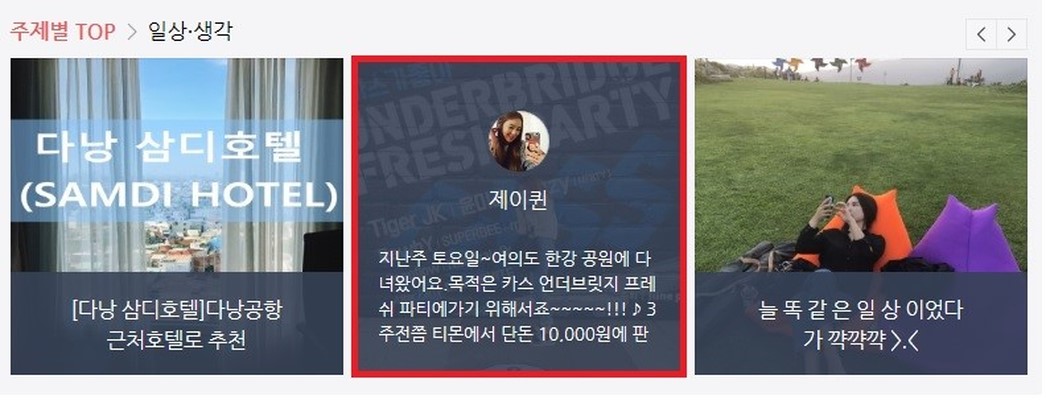 주제별 TOP > 일상·생각
다낭 삼디호텔
(SAMDI HOTEL)
[다낭 삼디호텔]다낭공항
근처호텔로 추천
UNDERBRIDGE
FRESH PARTY
Tiger JK
제이퀸
지난주 토요일~여의도 한강 공원에 다
녀왔어요.목적은 카스 언더브릿지 프레
쉬 파티에가기 위해서죠~~~~~!!!♪3
주전쯤 티몬에서 단돈 10,000원에 판
늘 똑 같 은 일 상 이었다
가 꺅꺅꺅 >.<